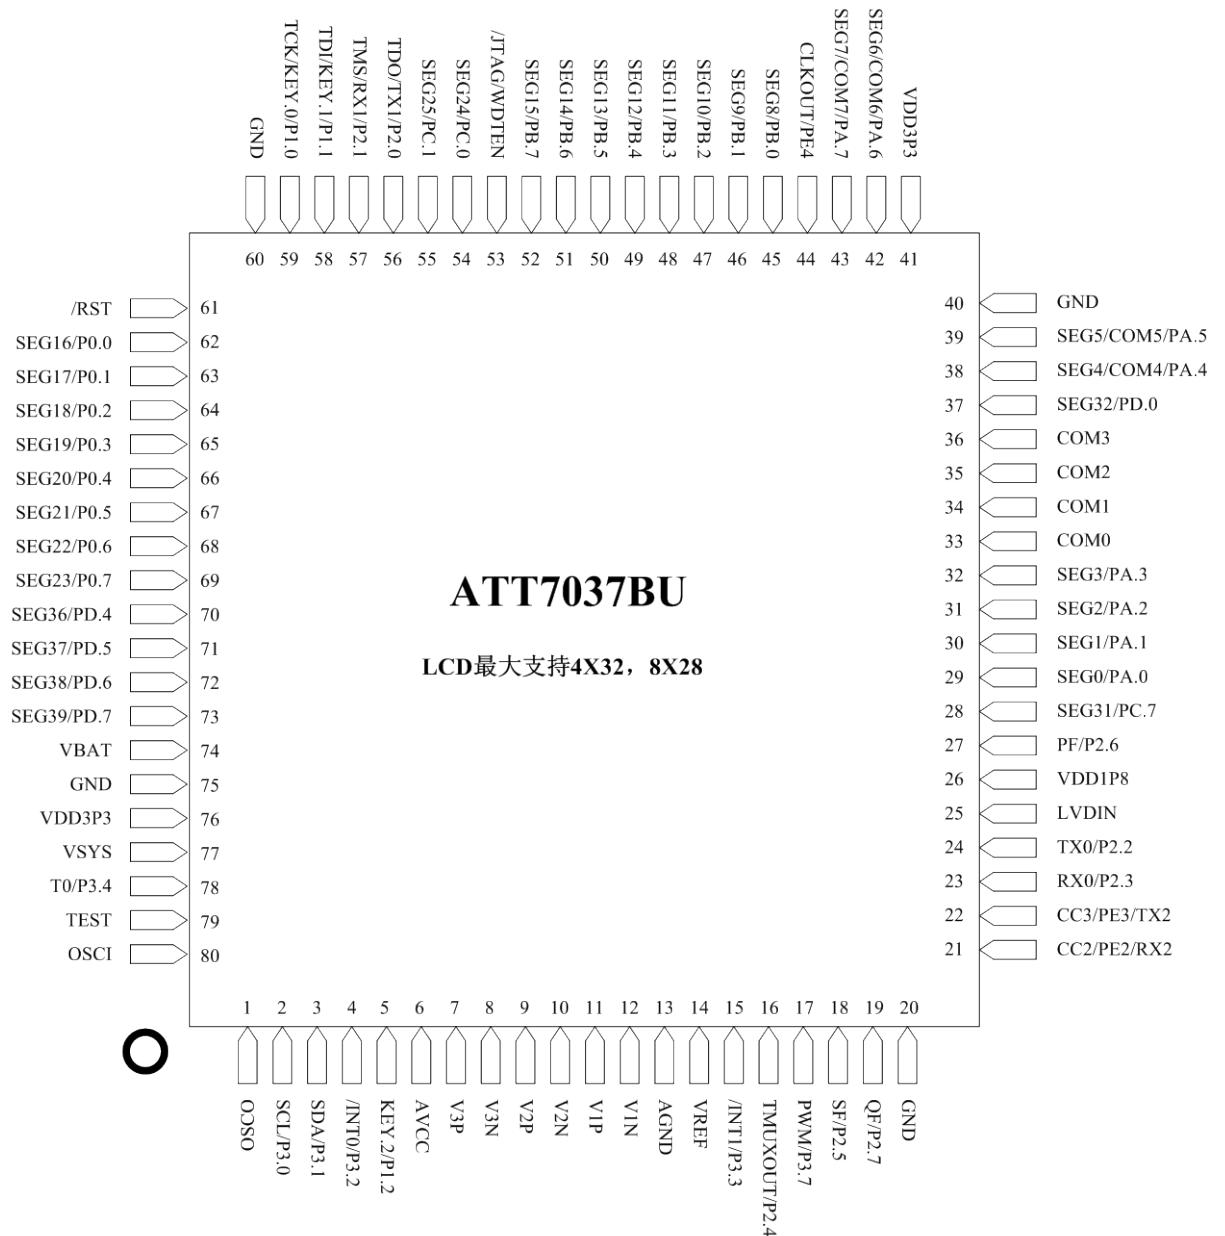 GND
TCK/KEY.0/P1.0
TDI/KEY.1/P1.1
TMS/RX1/P2.1
TDO/TX1/P2.0
SEG25/PC.1
SEG24/PC.0
/JTAG/WDTEN
SEG15/PB.7
SEG14/PB.6
SEG13/PB.5
SEG12/PB.4
SEG11/PB.3
SEG10/PB.2
SEG9/PB.1
SEG8/PB.0
CLKOUT/PE4
SEG7/COM7/PA.7
SEG6/COM6/PA.6
VDD3P3
60 59 58 57 56 55 54 53 52 51 50 49 48 47 46 45 44 43 42 41
/RST 61
SEG16/P0.0 62
SEG17/P0.1 63
SEG18/P0.2 64
SEG19/P0.3 65
SEG20/P0.4 66
SEG21/P0.5 67
SEG22/P0.6 68
SEG23/P0.7 69
SEG36/PD.4 70
SEG37/PD.5 71
SEG38/PD.6 72
SEG39/PD.7 73
VBAT 74
GND 75
VDD3P3 76
VSYS 77
T0/P3.4 78
TEST 79
OSCI 80
ATT7037BU
LCD最大支持4X32，8X28
40 GND
39 SEG5/COM5/PA.5
38 SEG4/COM4/PA.4
37 SEG32/PD.0
36 COM3
35 COM2
34 COM1
33 COM0
32 SEG3/PA.3
31 SEG2/PA.2
30 SEG1/PA.1
29 SEG0/PA.0
28 SEG31/PC.7
27 PF/P2.6
26 VDD1P8
25 LVDIN
24 TX0/P2.2
23 RX0/P2.3
22 CC3/PE3/TX2
21 CC2/PE2/RX2
1 2 3 4 5 6 7 8 9 10 11 12 13 14 15 16 17 18 19 20
OSCO
SCL/P3.0
SDA/P3.1
/INT0/P3.2
KEY.2/P1.2
AVCC
V3P
V3N
V2P
V2N
V1P
V1N
AGND
VREF
/INT1/P3.3
TMUXOUT/P2.4
PWM/P3.7
SF/P2.5
QF/P2.7
GND